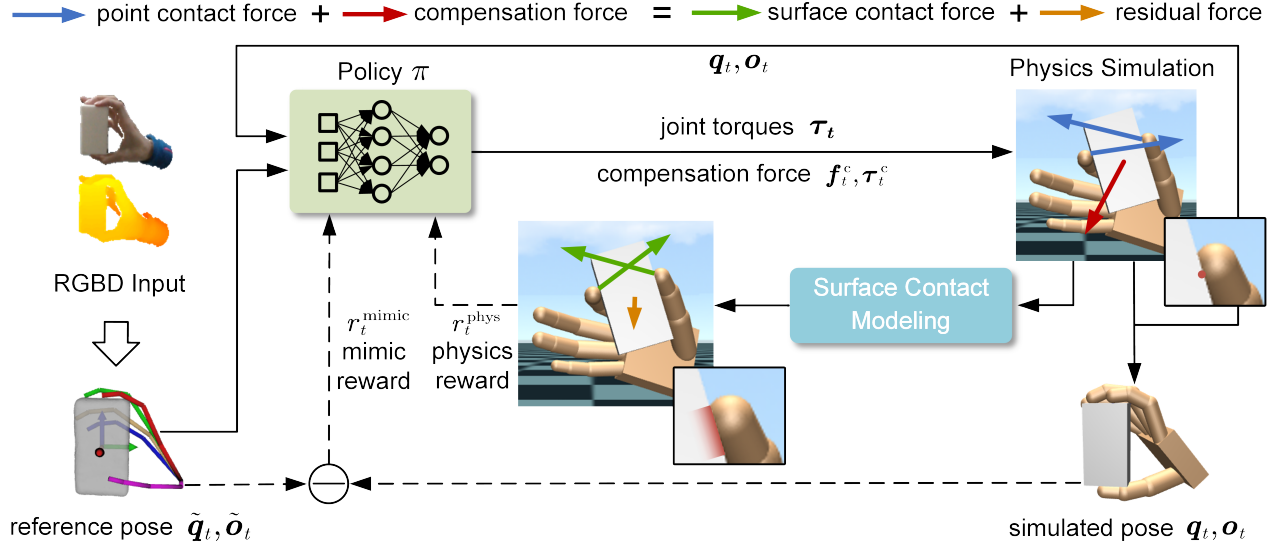 point contact force + compensation force = surface contact force + residual force
Policy π
q_t, o_t
Physics Simulation
joint torques τ_t
compensation force f_t^c, τ_t^c
RGBD Input
Surface Contact
Modeling
r_t^mimic
mimic
reward
r_t^phys
physics
reward
reference pose q̃_t, õ_t
simulated pose q_t, o_t